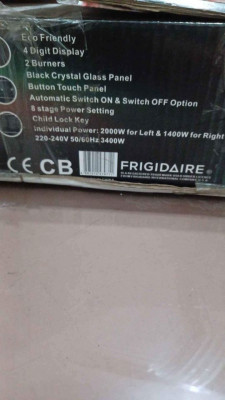 Eco Friendly
4 Digit Display
2 Burners
Black Crystal Glass Panel
Button Touch Panel
Automatic Switch ON & Switch OFF Option
8 stage Power Setting
Child Lock Key
Individual Power: 2000W for Left & 1400W for Right
220-240V 50/60Hz 3400W
CE CB
FRIGIDAIRE